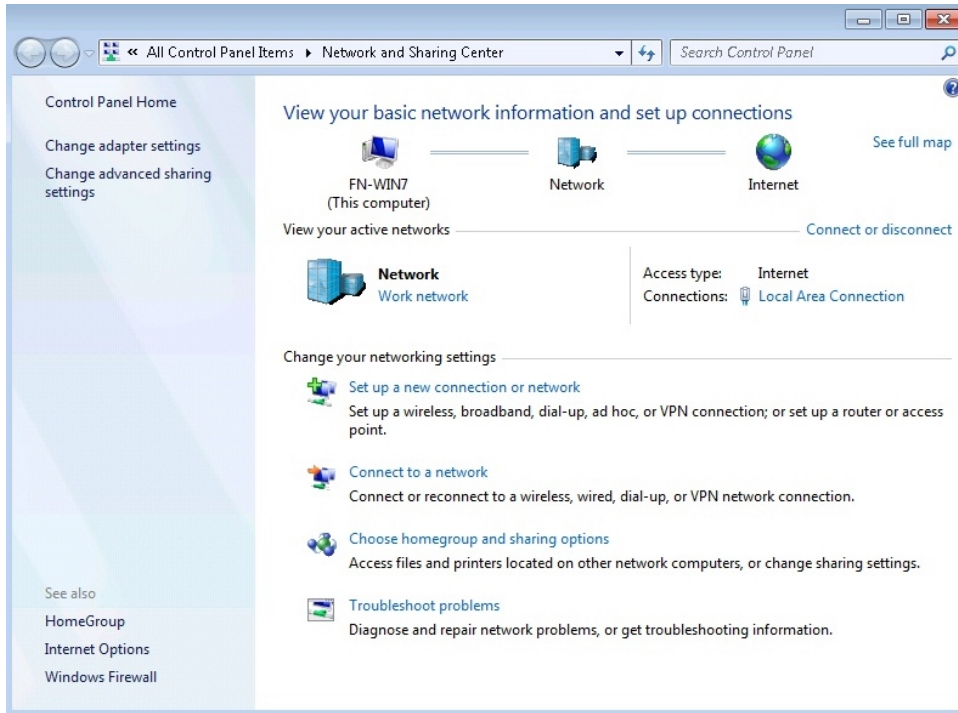 « All Control Panel Items ▸ Network and Sharing Center
Search Control Panel
Control Panel Home
Change adapter settings
Change advanced sharing
settings
View your basic network information and set up connections
See full map
FN-WIN7
(This computer)
Network
Internet
View your active networks
Connect or disconnect
Network
Work network
Access type: Internet
Connections: Local Area Connection
Change your networking settings
Set up a new connection or network
Set up a wireless, broadband, dial-up, ad hoc, or VPN connection; or set up a router or access
point.
Connect to a network
Connect or reconnect to a wireless, wired, dial-up, or VPN network connection.
Choose homegroup and sharing options
Access files and printers located on other network computers, or change sharing settings.
Troubleshoot problems
Diagnose and repair network problems, or get troubleshooting information.
See also
HomeGroup
Internet Options
Windows Firewall